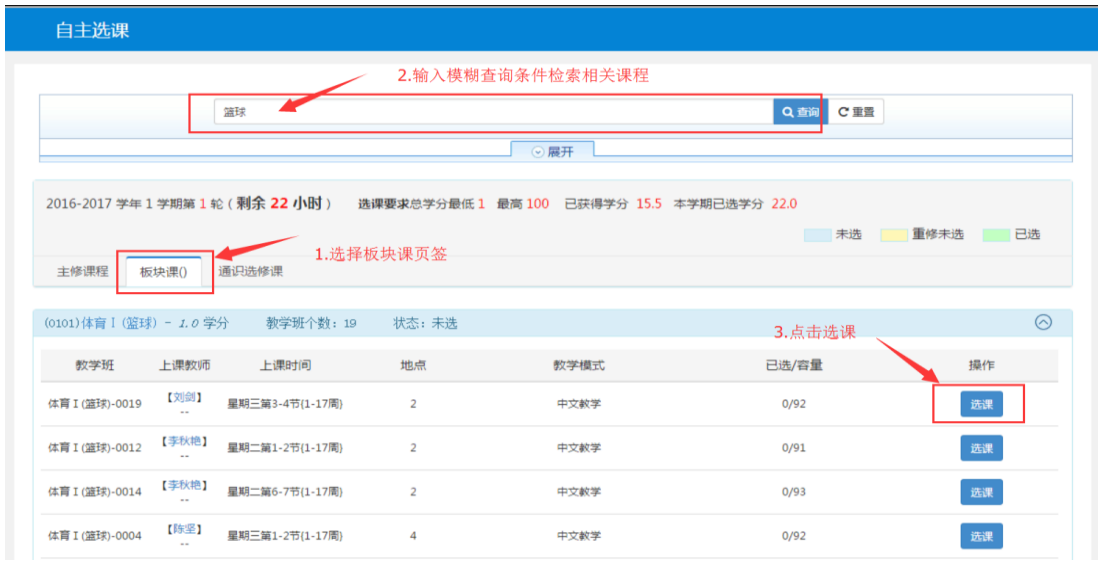 自主选课
2.输入模糊查询条件检索相关课程
篮球 查询 重置
展开
2016-2017 学年 1 学期第 1 轮 ( 剩余 22 小时 ) 选课要求总学分最低 1 最高 100 已获得学分 15.5 本学期已选学分 22.0
未选 重修未选 已选
1.选择板块课页签
主修课程 板块课() 通识选修课
(0101)体育Ⅰ(篮球) - 1.0 学分 教学班个数: 19 状态: 未选
3.点击选课
教学班 上课教师 上课时间 地点 教学模式 已选/容量 操作
体育Ⅰ(篮球)-0019 【刘剑】 星期三第3-4节{1-17周} 2 中文教学 0/92 选课
--
体育Ⅰ(篮球)-0012 【李秋艳】 星期二第1-2节{1-17周} 2 中文教学 0/91 选课
--
体育Ⅰ(篮球)-0014 【李秋艳】 星期二第6-7节{1-17周} 2 中文教学 0/93 选课
--
体育Ⅰ(篮球)-0004 【陈坚】 星期三第1-2节{1-17周} 4 中文教学 0/92 选课
--